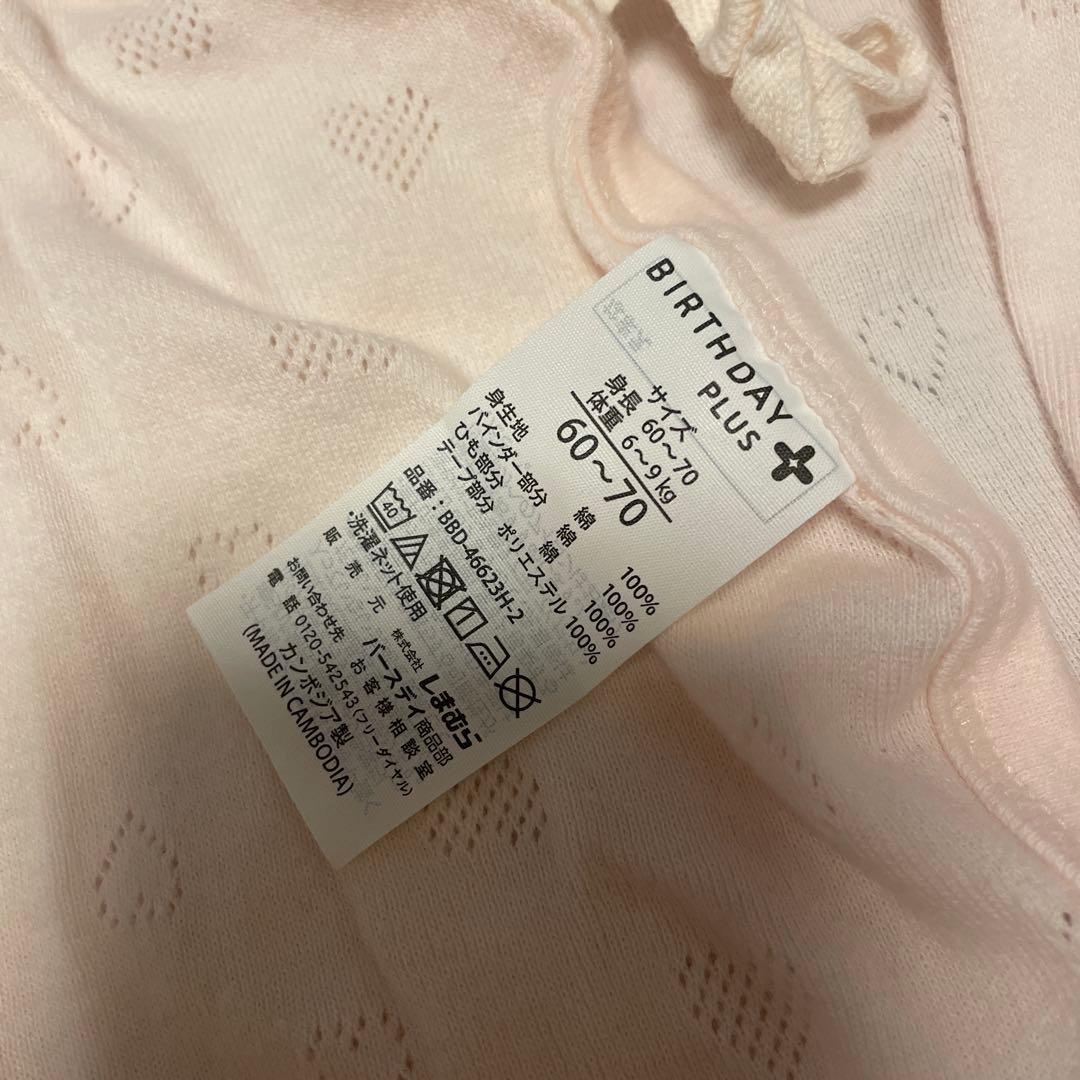 BIRTHDAY
PLUS
サイズ
身長 60~70
体重 6~9kg
60~70
身生地 綿 100%
バインダー部分 綿 100%
ひも部分 綿 100%
テープ部分 ポリエステル 100%
品番：BBD-46623H-2
40
・洗濯ネット使用
販売元 株式会社 しまむら
バースデイ商品部
お問い合わせ先 お客様相談室
電話 0120-542543 (フリーダイヤル)
カンボジア製
(MADE IN CAMBODIA)